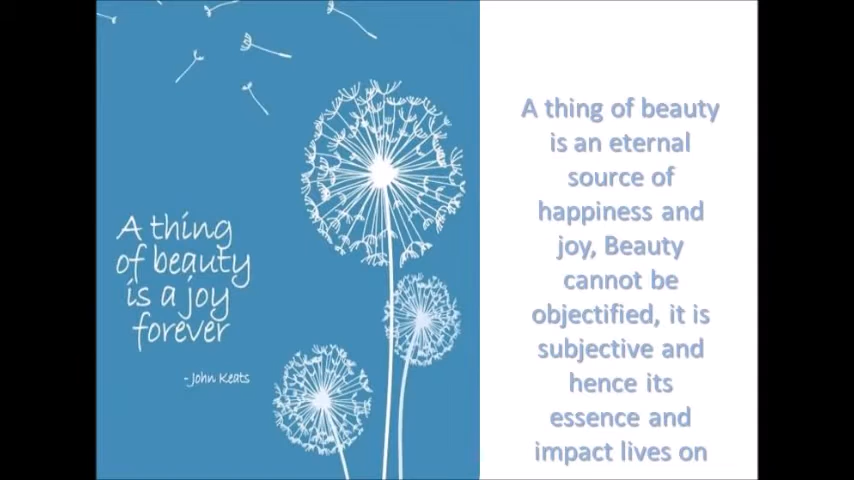 A thing
of beauty
is a joy
forever
-John Keats
A thing of beauty
is an eternal
source of
happiness and
joy, Beauty
cannot be
objectified, it is
subjective and
hence its
essence and
impact lives on